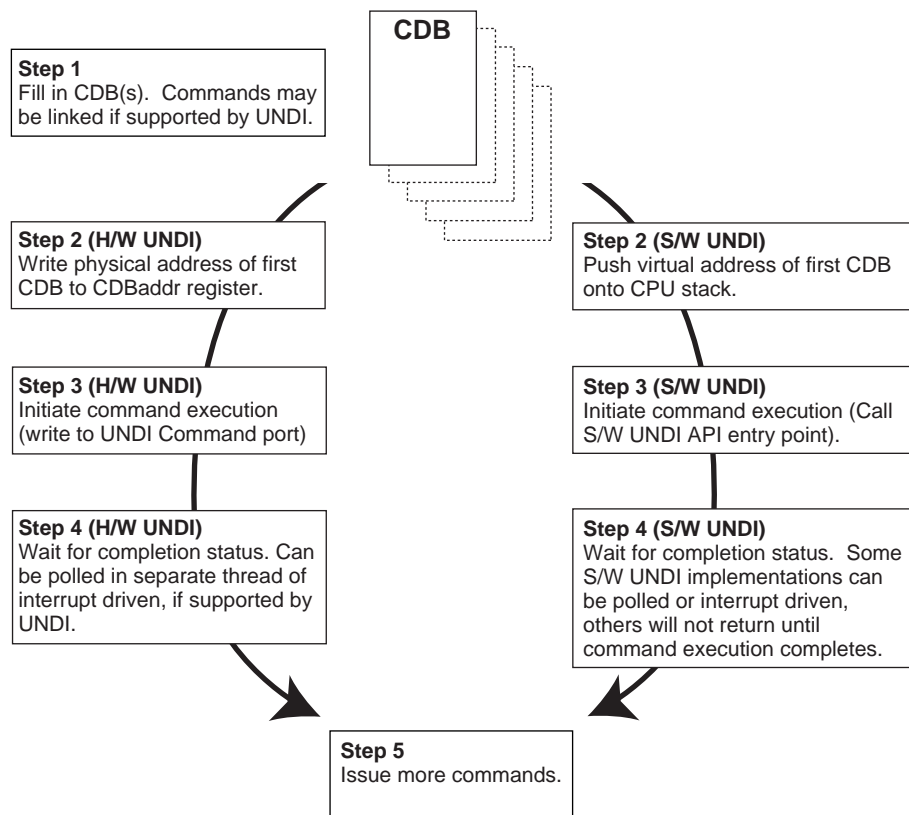 CDB
Step 1
Fill in CDB(s).  Commands may
be linked if supported by UNDI.
Step 2 (H/W UNDI)
Write physical address of first
CDB to CDBaddr register.
Step 3 (H/W UNDI)
Initiate command execution
(write to UNDI Command port)
Step 4 (H/W UNDI)
Wait for completion status. Can
be polled in separate thread of
interrupt driven, if supported by
UNDI.
Step 2 (S/W UNDI)
Push virtual address of first CDB
onto CPU stack.
Step 3 (S/W UNDI)
Initiate command execution (Call
S/W UNDI API entry point).
Step 4 (S/W UNDI)
Wait for completion status.  Some
S/W UNDI implementations can
be polled or interrupt driven,
others will not return until
command execution completes.
Step 5
Issue more commands.